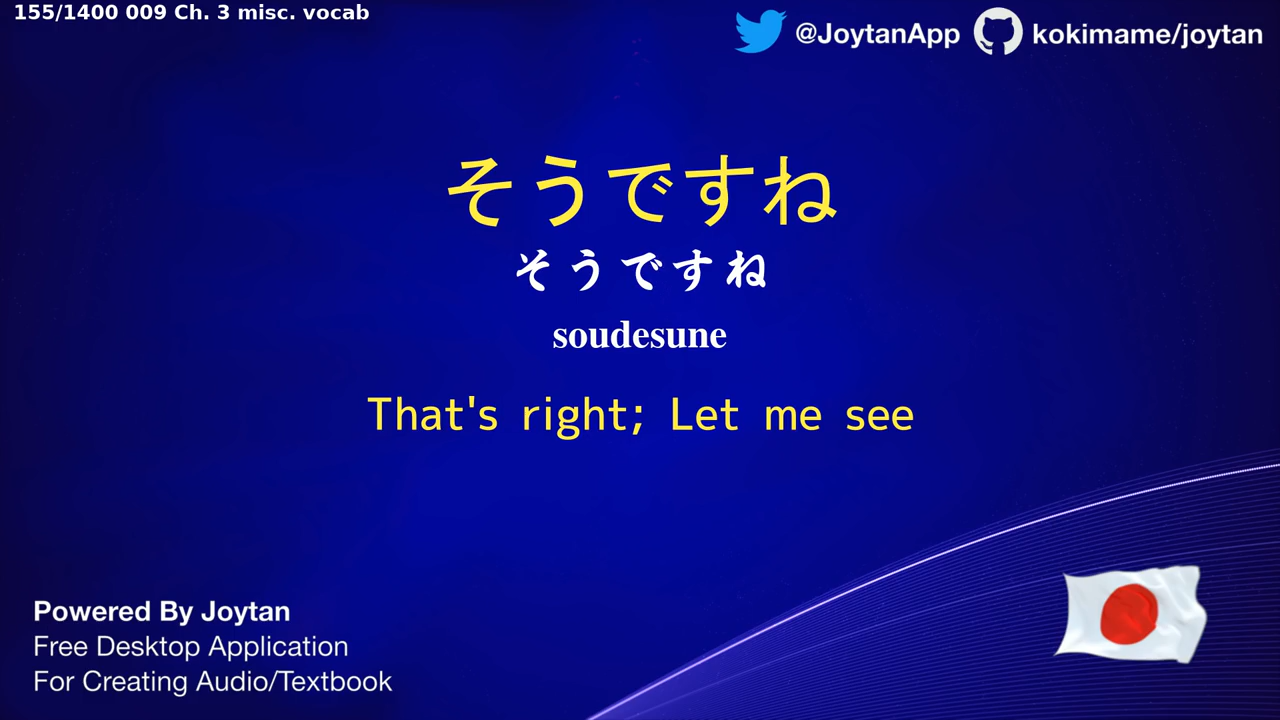 155/1400 009 Ch. 3 misc. vocab
@JoytanApp kokimame/joytan
そうですね
そうですね
soudesune
That's right; Let me see
Powered By Joytan
Free Desktop Application
For Creating Audio/Textbook